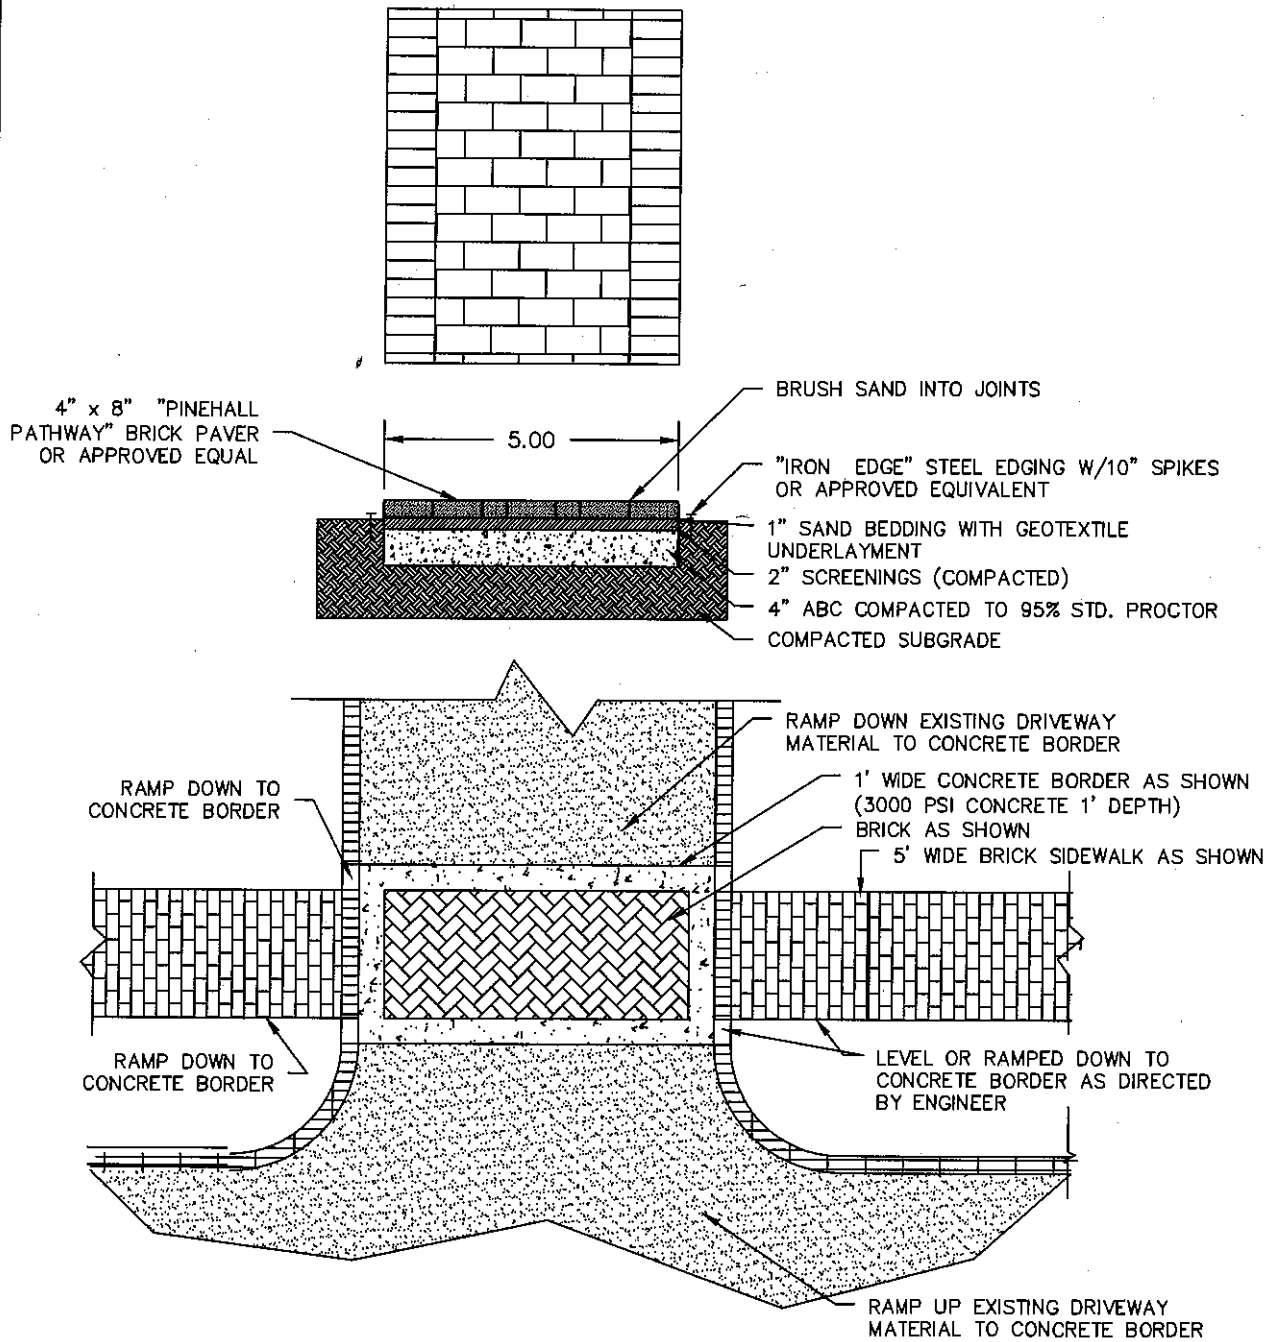 BRUSH SAND INTO JOINTS
4" x 8" "PINEHALL
PATHWAY" BRICK PAVER
OR APPROVED EQUAL
5.00
"IRON EDGE" STEEL EDGING W/10" SPIKES
OR APPROVED EQUIVALENT
1" SAND BEDDING WITH GEOTEXTILE
UNDERLAYMENT
2" SCREENINGS (COMPACTED)
4" ABC COMPACTED TO 95% STD. PROCTOR
COMPACTED SUBGRADE
RAMP DOWN EXISTING DRIVEWAY
MATERIAL TO CONCRETE BORDER
RAMP DOWN TO
CONCRETE BORDER
1' WIDE CONCRETE BORDER AS SHOWN
(3000 PSI CONCRETE 1' DEPTH)
BRICK AS SHOWN
5' WIDE BRICK SIDEWALK AS SHOWN
RAMP DOWN TO
CONCRETE BORDER
LEVEL OR RAMPED DOWN TO
CONCRETE BORDER AS DIRECTED
BY ENGINEER
RAMP UP EXISTING DRIVEWAY
MATERIAL TO CONCRETE BORDER